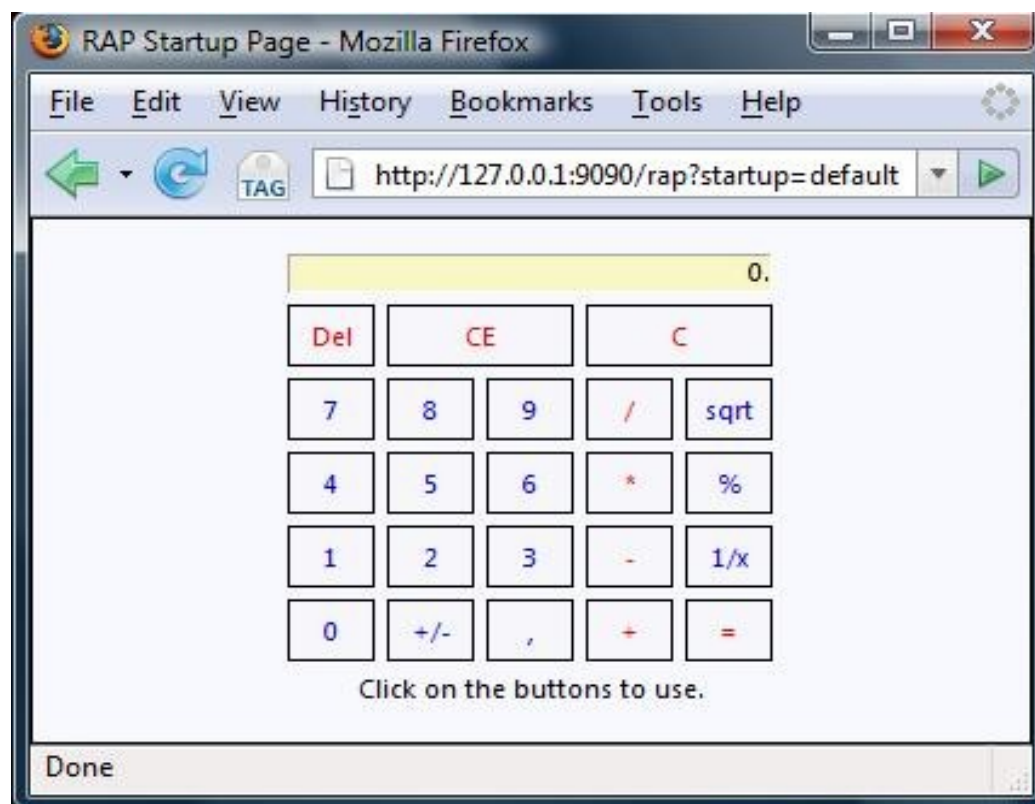 RAP Startup Page - Mozilla Firefox
File Edit View History Bookmarks Tools Help
TAG http://127.0.0.1:9090/rap?startup=default
0.
Del CE C
7 8 9 / sqrt
4 5 6 * %
1 2 3 - 1/x
0 +/- , + =
Click on the buttons to use.
Done